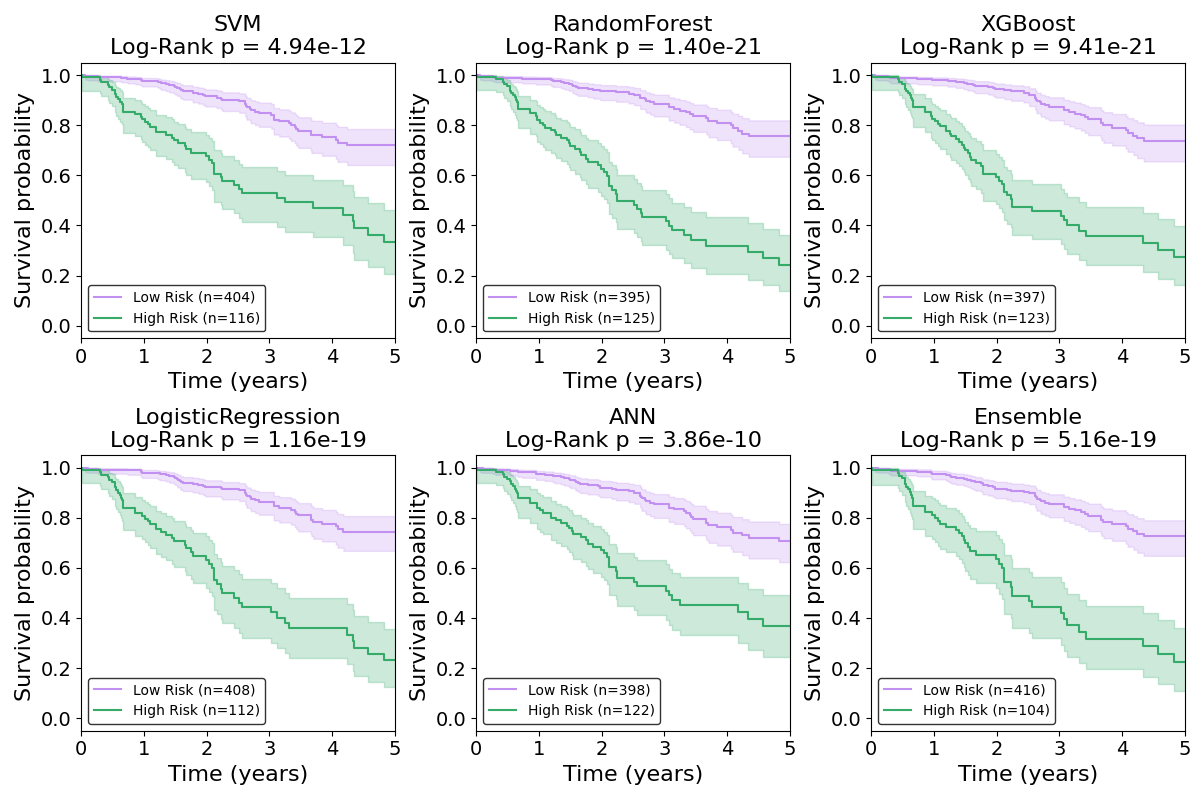 SVM
Log-Rank p = 4.94e-12
Survival probability
1.0
0.8
0.6
0.4
0.2
0.0
Low Risk (n=404)
High Risk (n=116)
0 1 2 3 4 5
Time (years)
RandomForest
Log-Rank p = 1.40e-21
Survival probability
1.0
0.8
0.6
0.4
0.2
0.0
Low Risk (n=395)
High Risk (n=125)
0 1 2 3 4 5
Time (years)
XGBoost
Log-Rank p = 9.41e-21
Survival probability
1.0
0.8
0.6
0.4
0.2
0.0
Low Risk (n=397)
High Risk (n=123)
0 1 2 3 4 5
Time (years)
LogisticRegression
Log-Rank p = 1.16e-19
Survival probability
1.0
0.8
0.6
0.4
0.2
0.0
Low Risk (n=408)
High Risk (n=112)
0 1 2 3 4 5
Time (years)
ANN
Log-Rank p = 3.86e-10
Survival probability
1.0
0.8
0.6
0.4
0.2
0.0
Low Risk (n=398)
High Risk (n=122)
0 1 2 3 4 5
Time (years)
Ensemble
Log-Rank p = 5.16e-19
Survival probability
1.0
0.8
0.6
0.4
0.2
0.0
Low Risk (n=416)
High Risk (n=104)
0 1 2 3 4 5
Time (years)